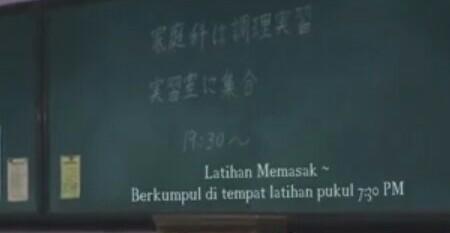 家庭科は調理実習
実習室に集合
19:30～
Latihan Memasak ~
Berkumpul di tempat latihan pukul 7:30 PM